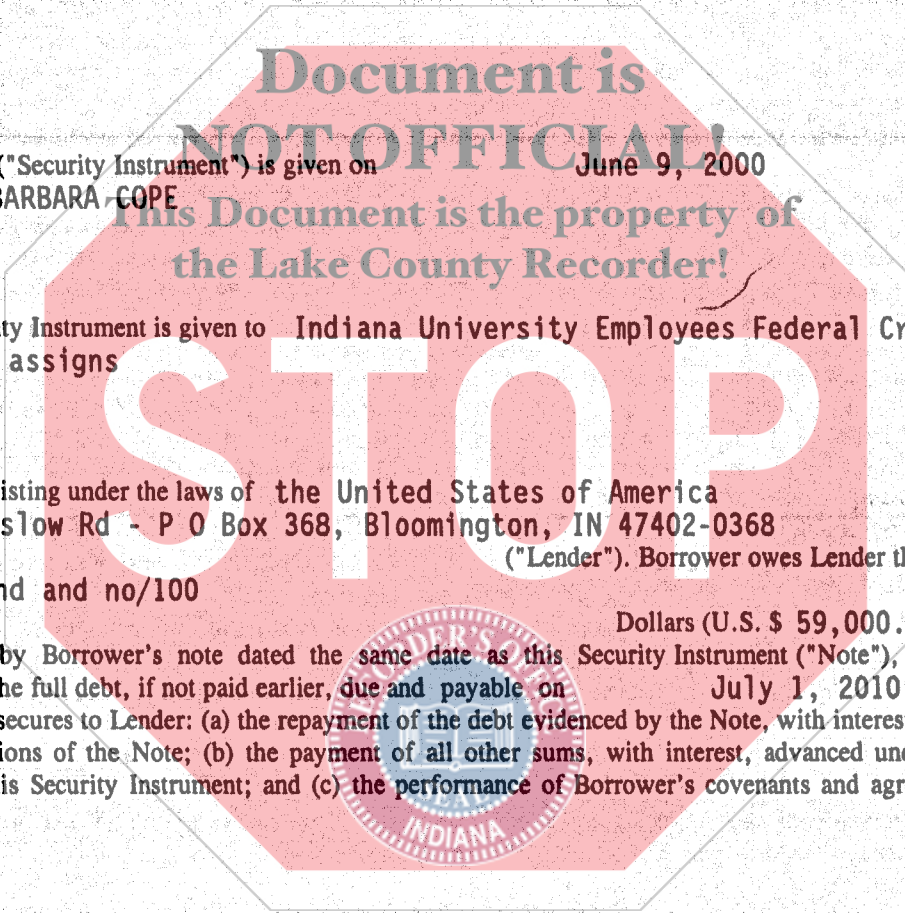 Document is
NOT OFFICIAL!
("Security Instrument") is given on June 9, 2000
BARBARA COPE
This Document is the property of
the Lake County Recorder!
ty Instrument is given to Indiana University Employees Federal Cr
assigns
STOP
isting under the laws of the United States of America
slow Rd - P O Box 368, Bloomington, IN 47402-0368
("Lender"). Borrower owes Lender th
nd and no/100
Dollars (U.S. $ 59,000.
by Borrower's note dated the same date as this Security Instrument ("Note"),
he full debt, if not paid earlier, due and payable on July 1, 2010
secures to Lender: (a) the repayment of the debt evidenced by the Note, with interes
ions of the Note; (b) the payment of all other sums, with interest, advanced und
is Security Instrument; and (c) the performance of Borrower's covenants and agr
RECORDER'S OFFICE
SEAL
INDIANA